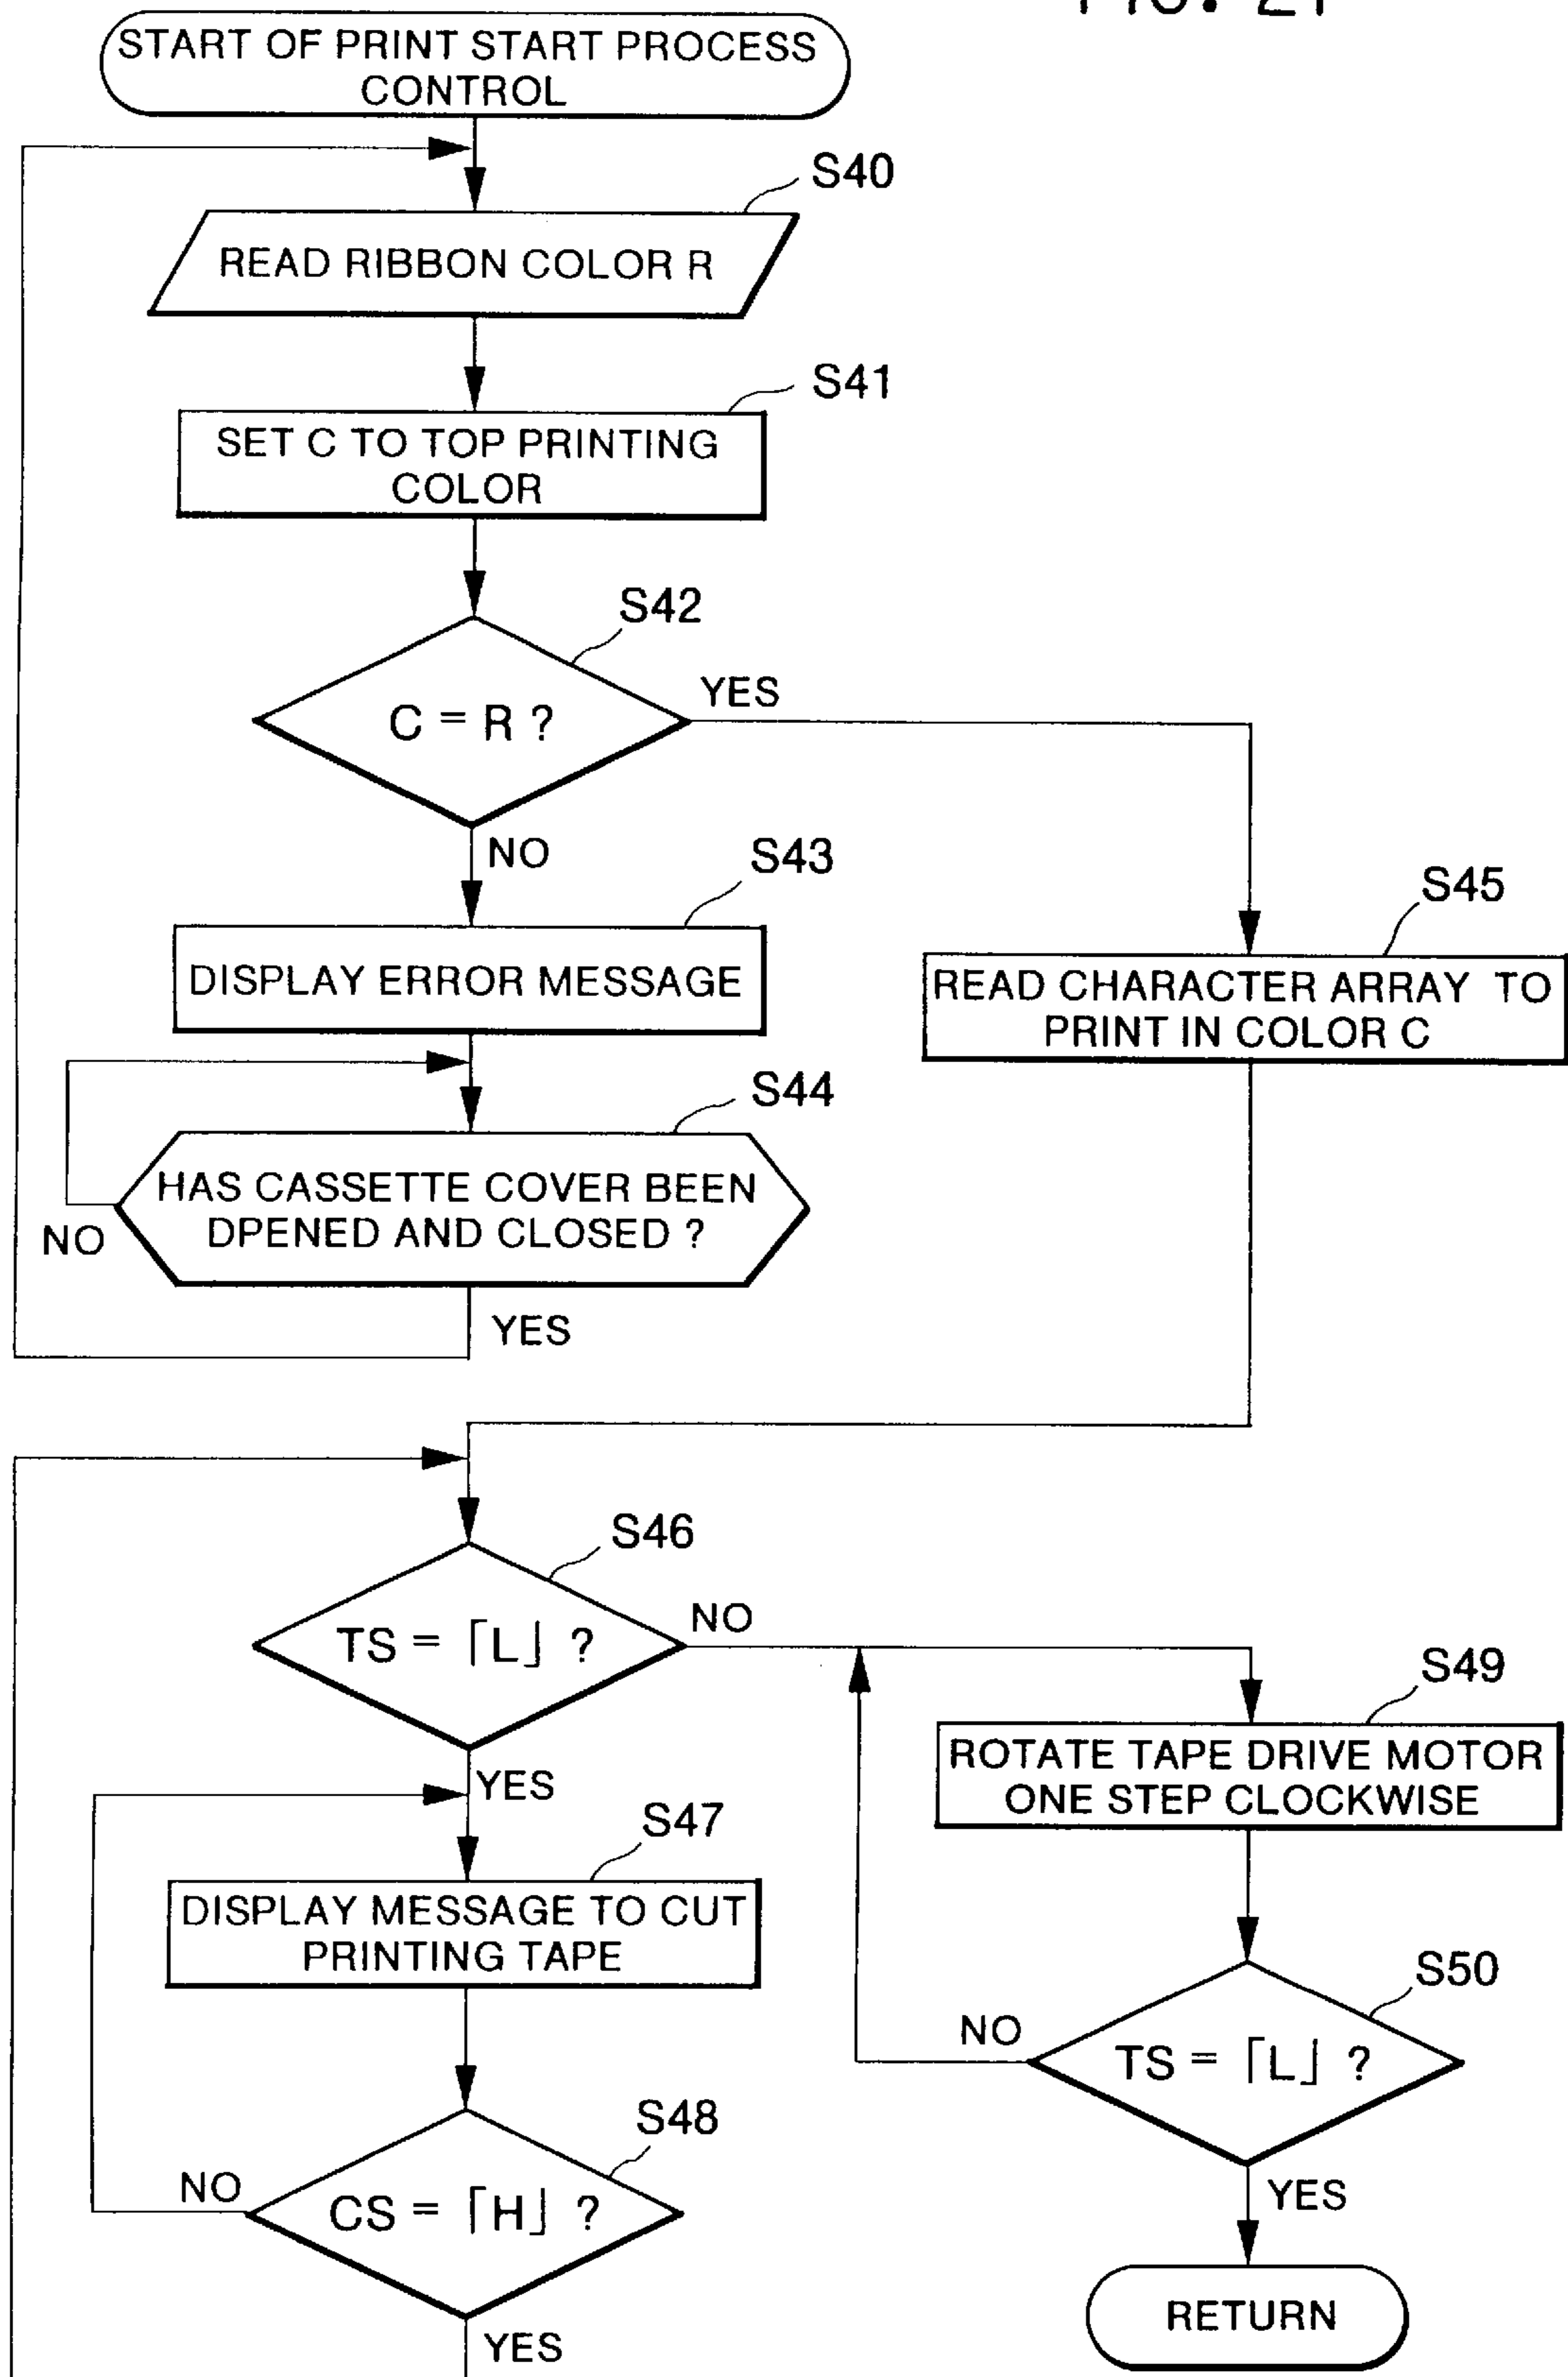 FIG. 21
START OF PRINT START PROCESS
CONTROL
S40
READ RIBBON COLOR R
S41
SET C TO TOP PRINTING
COLOR
S42
C = R ?
YES
NO
S43
DISPLAY ERROR MESSAGE
S45
READ CHARACTER ARRAY TO
PRINT IN COLOR C
S44
HAS CASSETTE COVER BEEN
DPENED AND CLOSED ?
NO
YES
S46
TS = ⌈L⌋ ?
NO
YES
S49
ROTATE TAPE DRIVE MOTOR
ONE STEP CLOCKWISE
S47
DISPLAY MESSAGE TO CUT
PRINTING TAPE
S50
TS = ⌈L⌋ ?
NO
YES
S48
CS = ⌈H⌋ ?
NO
YES
RETURN